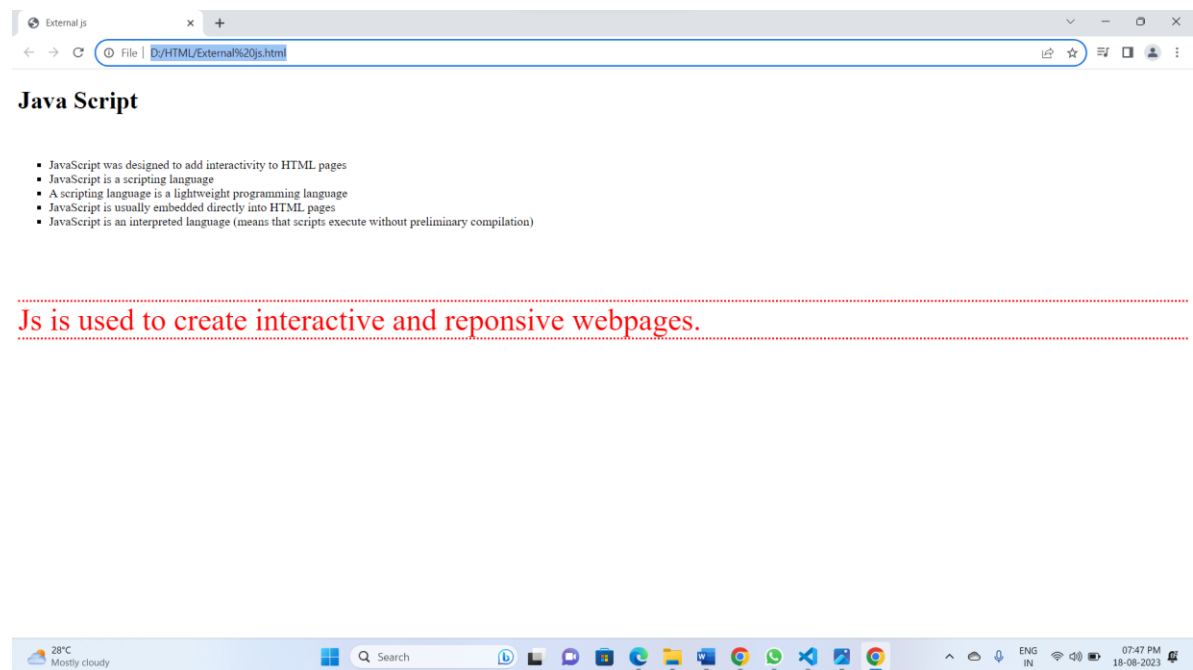 External js
File | D:/HTML/External%20js.html
Java Script
JavaScript was designed to add interactivity to HTML pages
JavaScript is a scripting language
A scripting language is a lightweight programming language
JavaScript is usually embedded directly into HTML pages
JavaScript is an interpreted language (means that scripts execute without preliminary compilation)
Js is used to create interactive and reponsive webpages.
28°C
Mostly cloudy
Search
ENG
IN
07:47 PM
18-08-2023